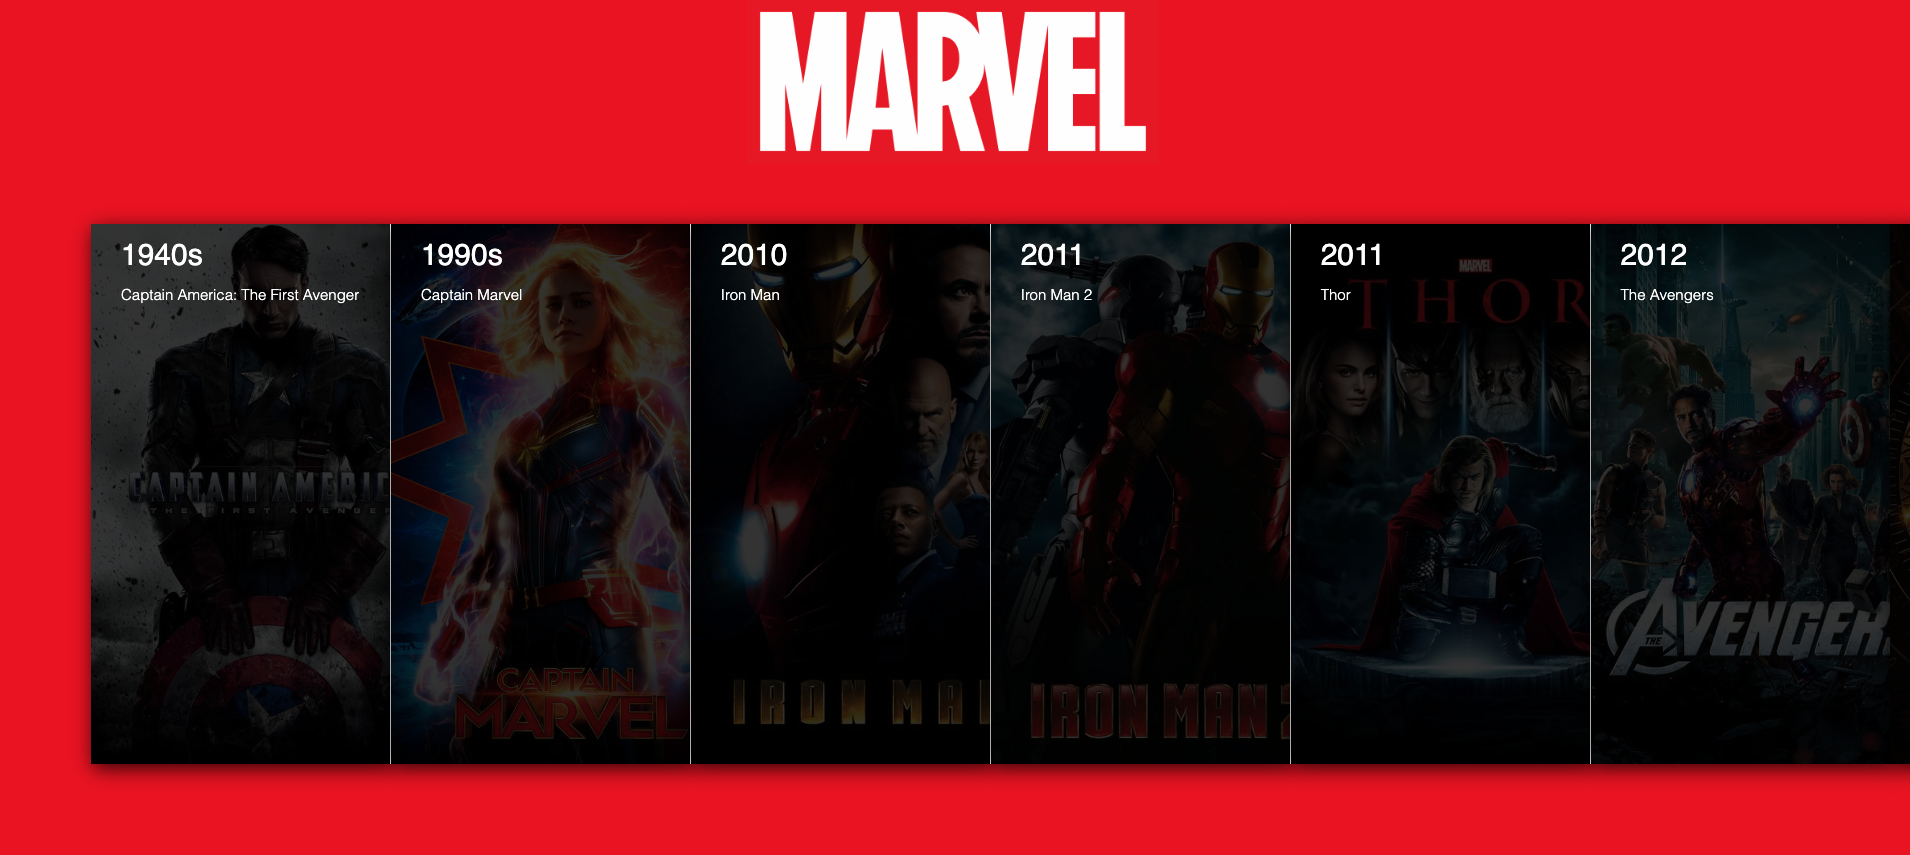 MARVEL
1940s
Captain America: The First Avenger
CAPTAIN AMERIC
THE FIRST AVENGER
1990s
Captain Marvel
CAPTAIN
MARVEL
2010
Iron Man
IRON MA
2011
Iron Man 2
IRON MAN 2
2011
Thor
MARVEL
THOR
2012
The Avengers
THE AVENGER